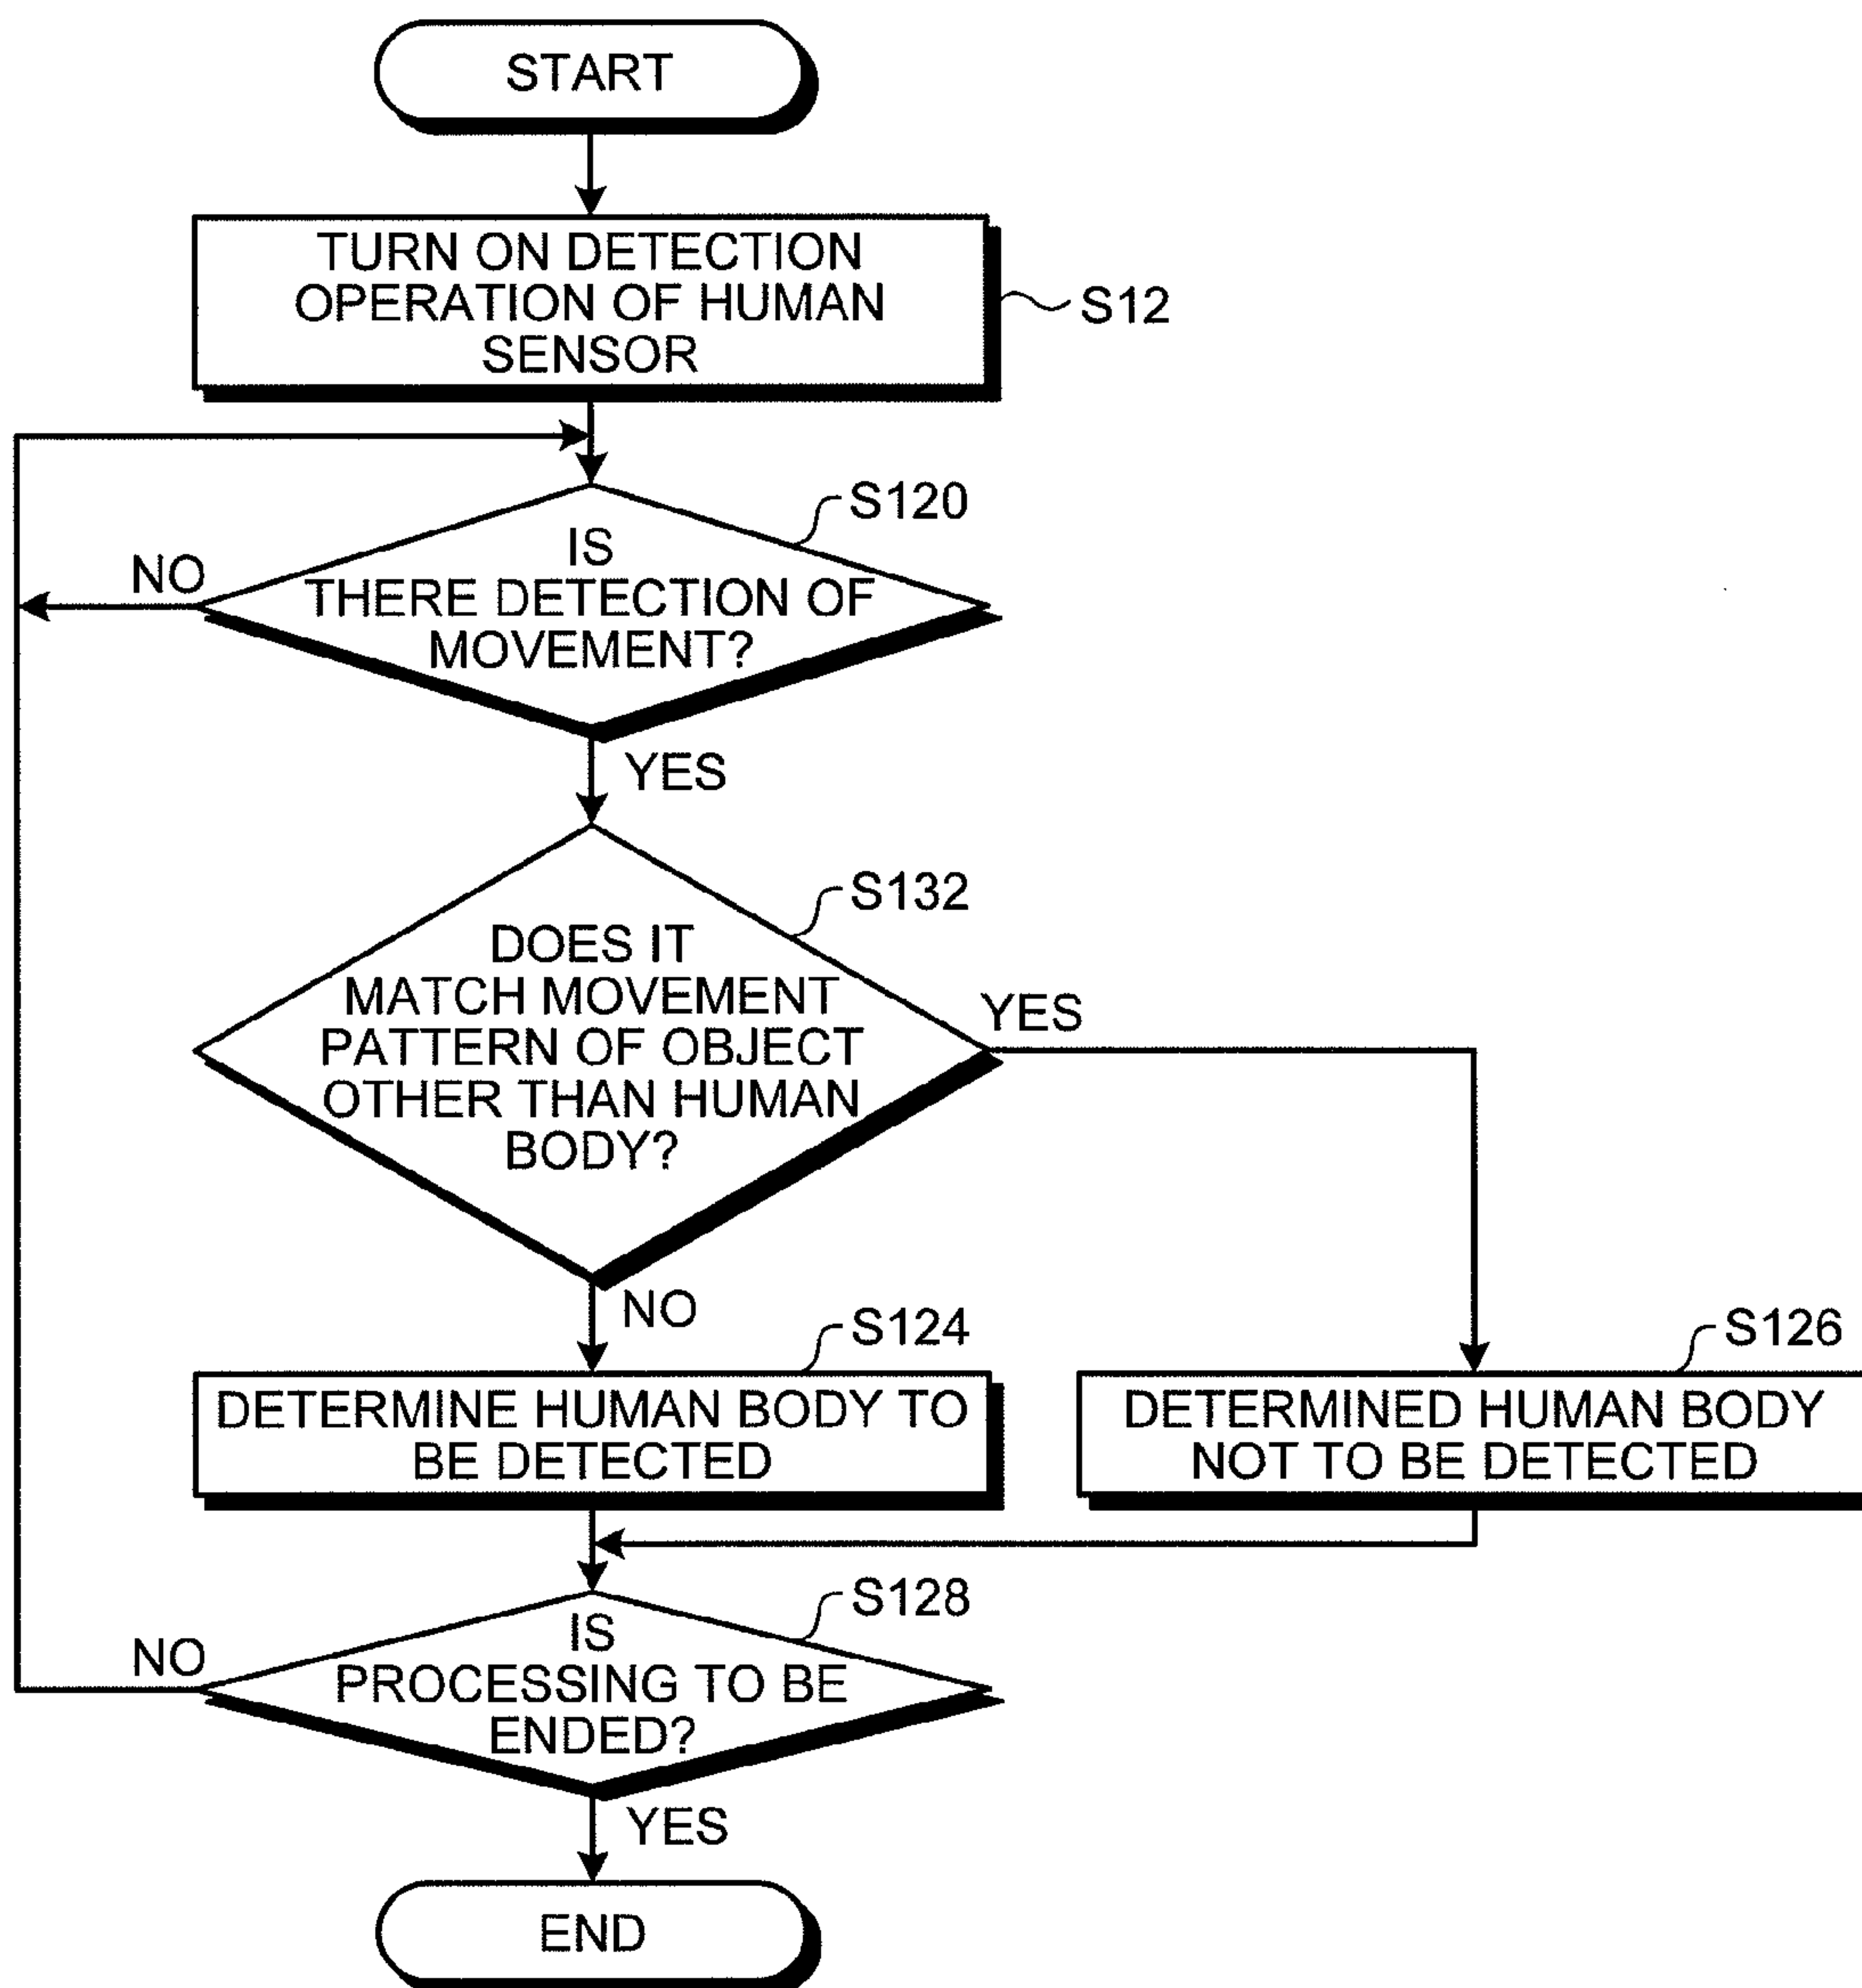 START
TURN ON DETECTION
OPERATION OF HUMAN
SENSOR
S12
S120
IS
THERE DETECTION OF
MOVEMENT?
NO
YES
S132
DOES IT
MATCH MOVEMENT
PATTERN OF OBJECT
OTHER THAN HUMAN
BODY?
YES
NO
S124
DETERMINE HUMAN BODY TO
BE DETECTED
S126
DETERMINED HUMAN BODY
NOT TO BE DETECTED
S128
IS
PROCESSING TO BE
ENDED?
NO
YES
END